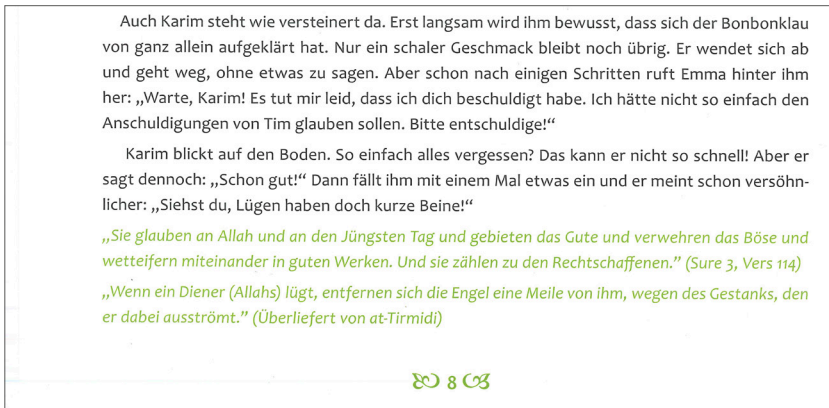 Auch Karim steht wie versteinert da. Erst langsam wird ihm bewusst, dass sich der Bonbonklau
von ganz allein aufgeklärt hat. Nur ein schaler Geschmack bleibt noch übrig. Er wendet sich ab
und geht weg, ohne etwas zu sagen. Aber schon nach einigen Schritten ruft Emma hinter ihm
her: „Warte, Karim! Es tut mir leid, dass ich dich beschuldigt habe. Ich hätte nicht so einfach den
Anschuldigungen von Tim glauben sollen. Bitte entschuldige!“
Karim blickt auf den Boden. So einfach alles vergessen? Das kann er nicht so schnell! Aber er
sagt dennoch: „Schon gut!“ Dann fällt ihm mit einem Mal etwas ein und er meint schon versöhn-
licher: „Siehst du, Lügen haben doch kurze Beine!“
„Sie glauben an Allah und an den Jüngsten Tag und gebieten das Gute und verwehren das Böse und
wetteifern miteinander in guten Werken. Und sie zählen zu den Rechtschaffenen.” (Sure 3, Vers 114)
„Wenn ein Diener (Allahs) lügt, entfernen sich die Engel eine Meile von ihm, wegen des Gestanks, den
er dabei ausströmt.” (Überliefert von at-Tirmidi)
8